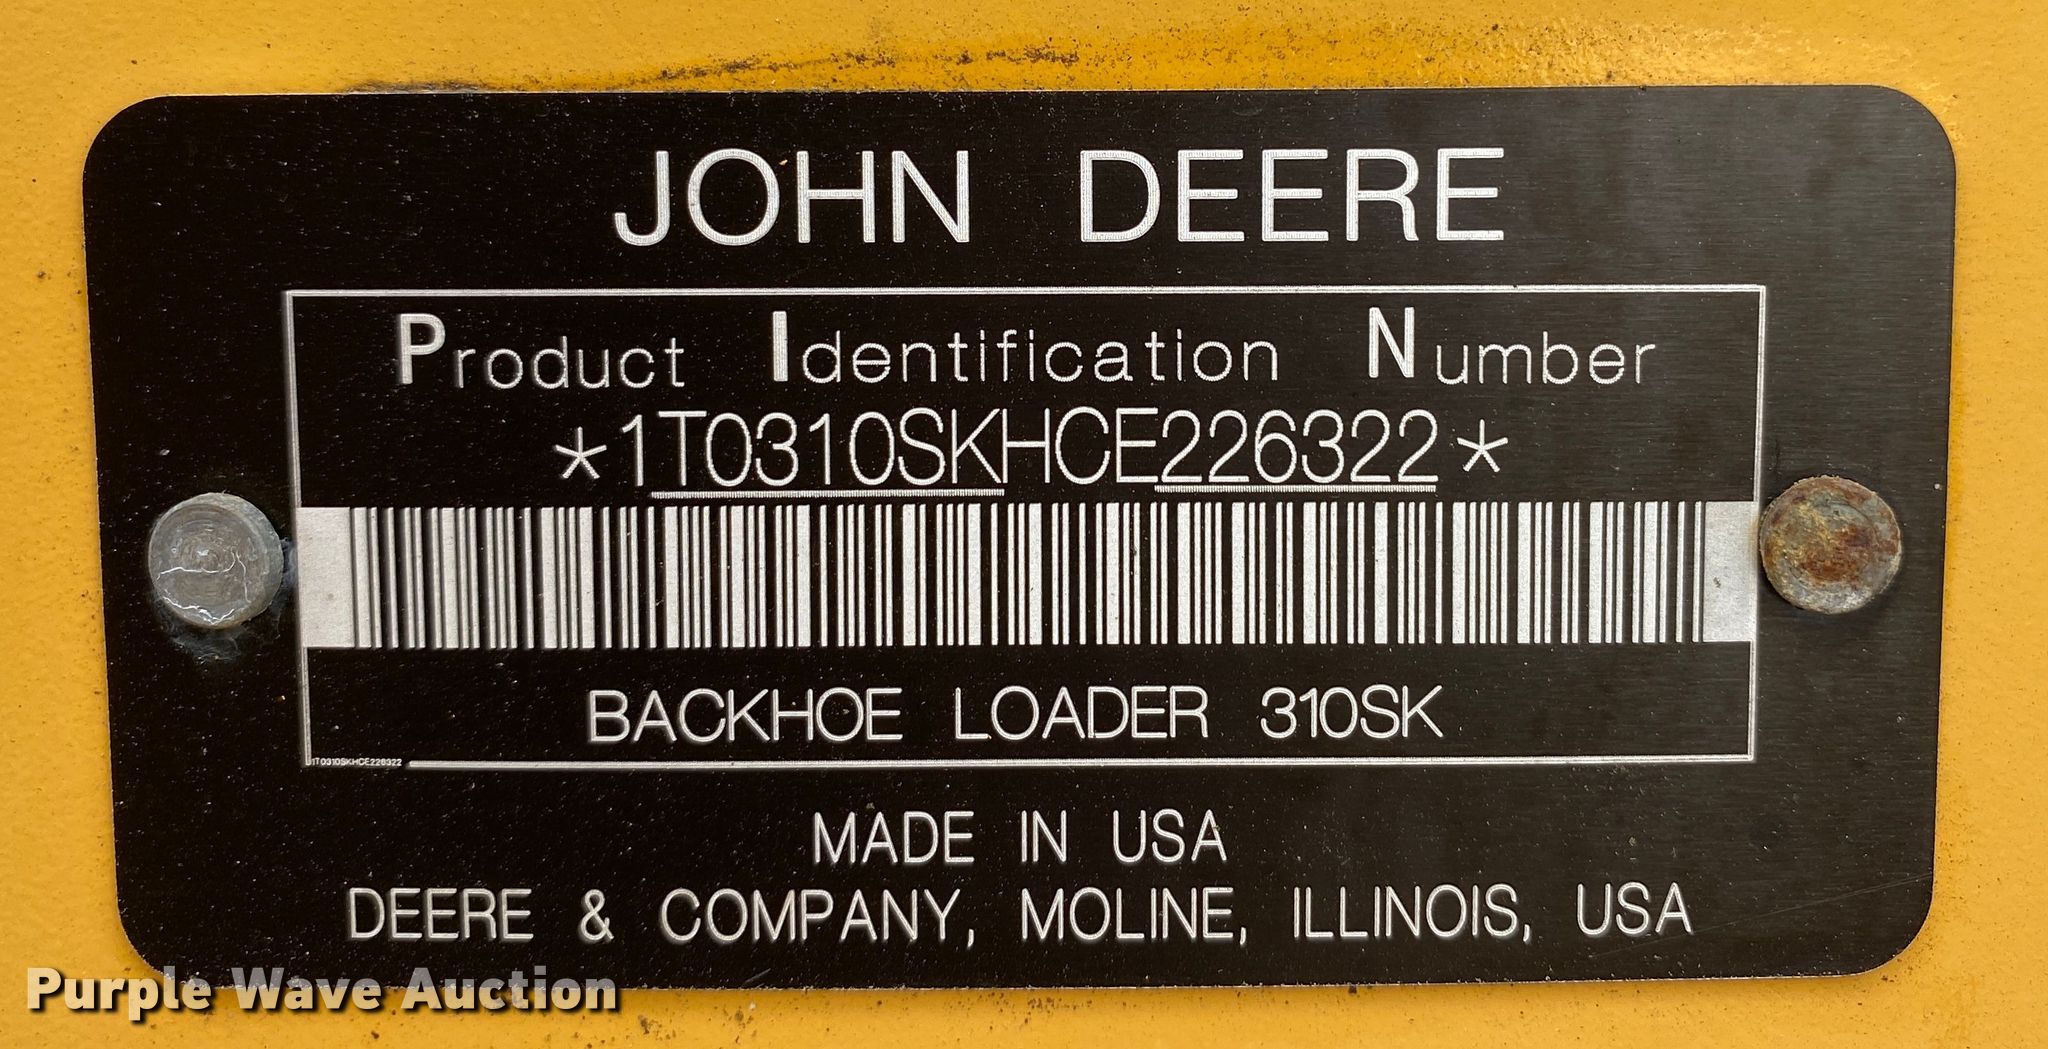 JOHN DEERE
Product Identification Number
*1T0310SKHCE226322*
BACKHOE LOADER 310SK
1T0310SKHCE226322
MADE IN USA
DEERE & COMPANY, MOLINE, ILLINOIS, USA
Purple Wave Auction